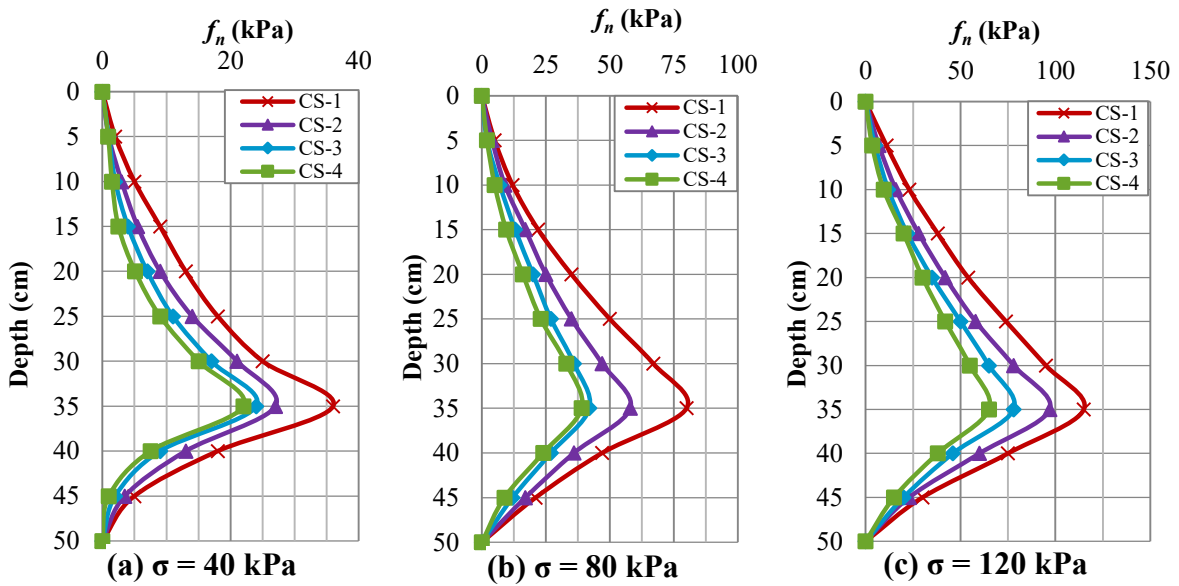 fn (kPa)
0 20 40
0
5
10
15
20
25
30
35
40
45
50
Depth (cm)
CS-1
CS-2
CS-3
CS-4
(a) σ = 40 kPa
fn (kPa)
0 25 50 75 100
0
5
10
15
20
25
30
35
40
45
50
Depth (cm)
CS-1
CS-2
CS-3
CS-4
(b) σ = 80 kPa
fn (kPa)
0 50 100 150
0
5
10
15
20
25
30
35
40
45
50
Depth (cm)
CS-1
CS-2
CS-3
CS-4
(c) σ = 120 kPa